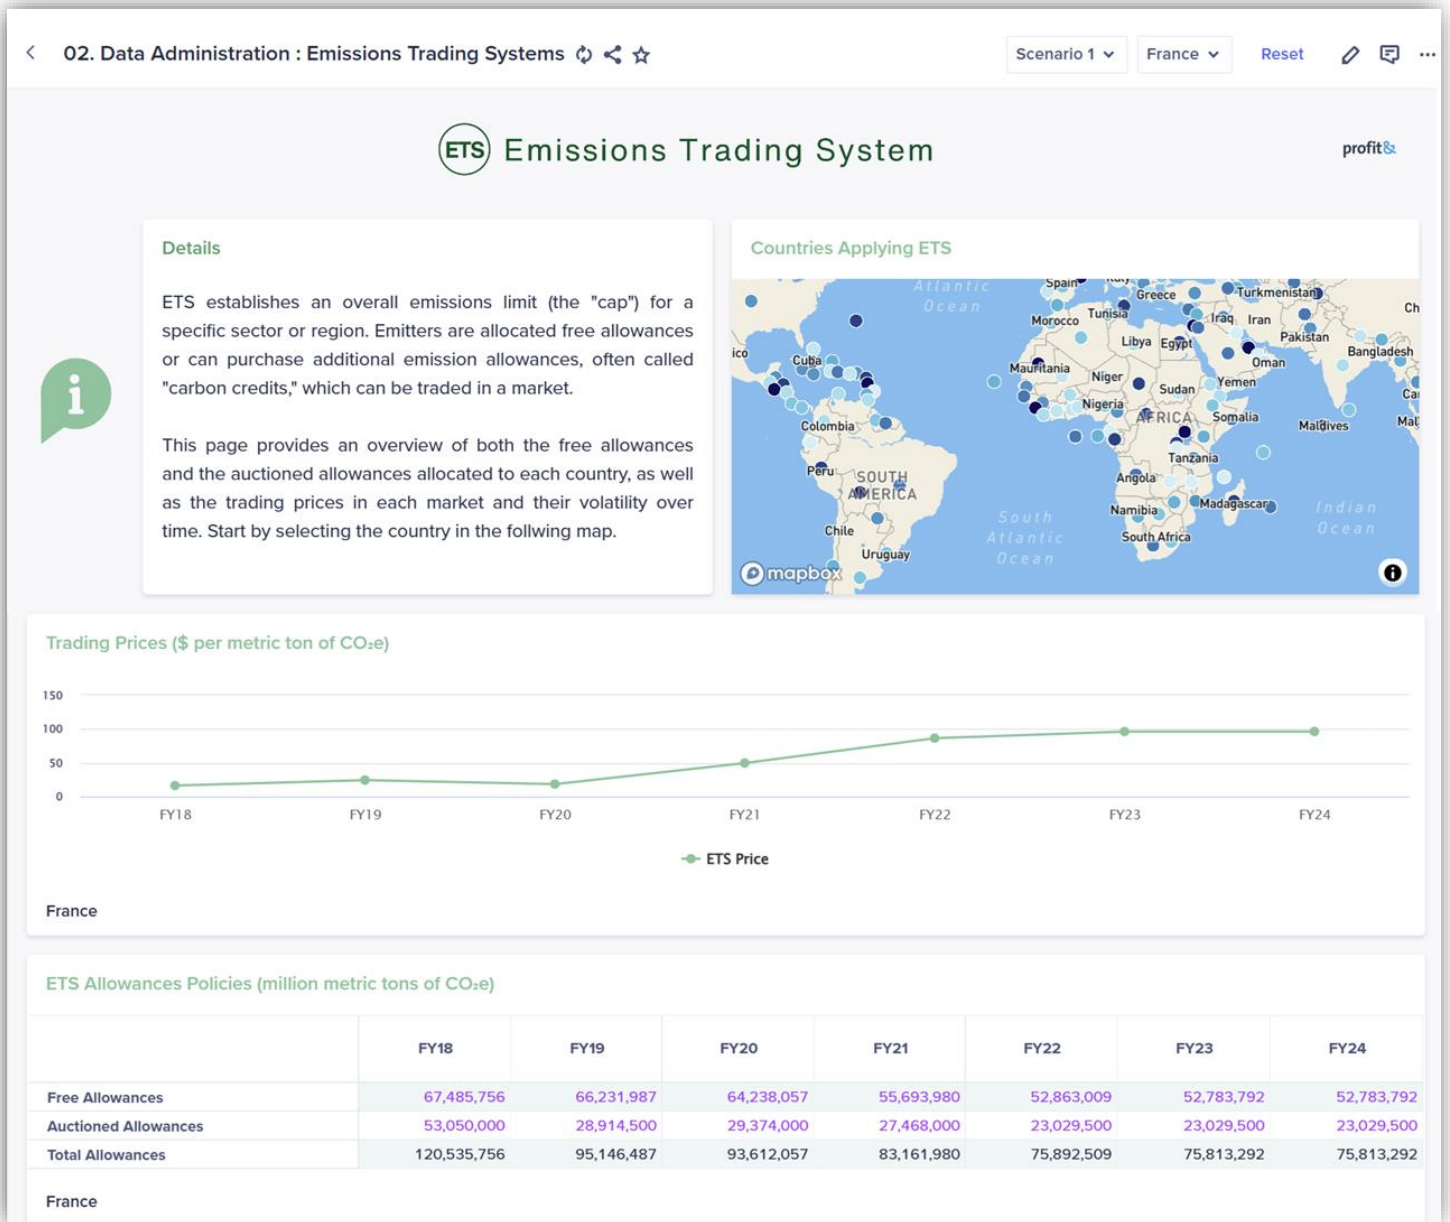 02. Data Administration : Emissions Trading Systems
Scenario 1
France
Reset
ETS Emissions Trading System
profit&
Details
ETS establishes an overall emissions limit (the "cap") for a
specific sector or region. Emitters are allocated free allowances
or can purchase additional emission allowances, often called
"carbon credits," which can be traded in a market.
This page provides an overview of both the free allowances
and the auctioned allowances allocated to each country, as well
as the trading prices in each market and their volatility over
time. Start by selecting the country in the follwing map.
Countries Applying ETS
Atlantic
Ocean
Spain
Italy
Greece
Turkmenistan
Ch
Morocco
Tunisia
Iraq
Iran
Pakistan
Libya
Egypt
Bangladesh
ico
Cuba
Oman
Mauritania
Niger
Sudan
Yemen
Ca
Nigeria
AFRICA
Somalia
Colombia
Maldives
Mal
Tanzania
Peru
SOUTH
AMERICA
Angola
Namibia
Madagascar
Indian
Ocean
South
Atlantic
Ocean
Chile
South Africa
Uruguay
mapbox
Trading Prices ($ per metric ton of CO₂e)
150
100
50
0
FY18 FY19 FY20 FY21 FY22 FY23 FY24
ETS Price
France
ETS Allowances Policies (million metric tons of CO₂e)
FY18 FY19 FY20 FY21 FY22 FY23 FY24
Free Allowances 67,485,756 66,231,987 64,238,057 55,693,980 52,863,009 52,783,792 52,783,792
Auctioned Allowances 53,050,000 28,914,500 29,374,000 27,468,000 23,029,500 23,029,500 23,029,500
Total Allowances 120,535,756 95,146,487 93,612,057 83,161,980 75,892,509 75,813,292 75,813,292
France